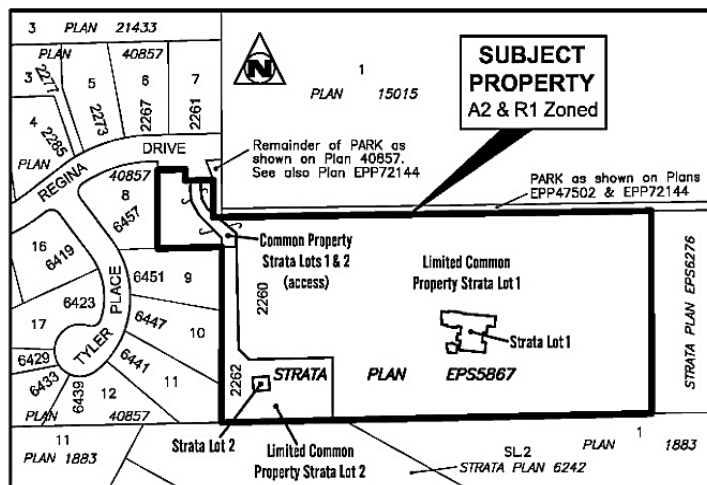 3 PLAN 21433
PLAN 40857
3
2277
5
2273
6
2267
7
2261
4
2285
PLAN
1
PLAN 15015
N
SUBJECT
PROPERTY
A2 & R1 Zoned
REGINA DRIVE
Remainder of PARK as
shown on Plan 40857.
See also Plan EPP72144
PARK as shown on Plans
EPP47502 & EPP72144
40857
8
6457
16
6419
Common Property
Strata Lots 1 & 2
(access)
Limited Common
Property Strata Lot 1
STRATA PLAN EPS6276
6451 9
2260
6423
TYLER PLACE
17
6447
10
Strata Lot 1
6429
6433
6441
6439
12
11
2262
STRATA PLAN EPS5867
PLAN 40857
Strata Lot 2
Limited Common
Property Strata Lot 2
11
PLAN 1883
SL.2
PLAN 1 1883
STRATA PLAN 6242